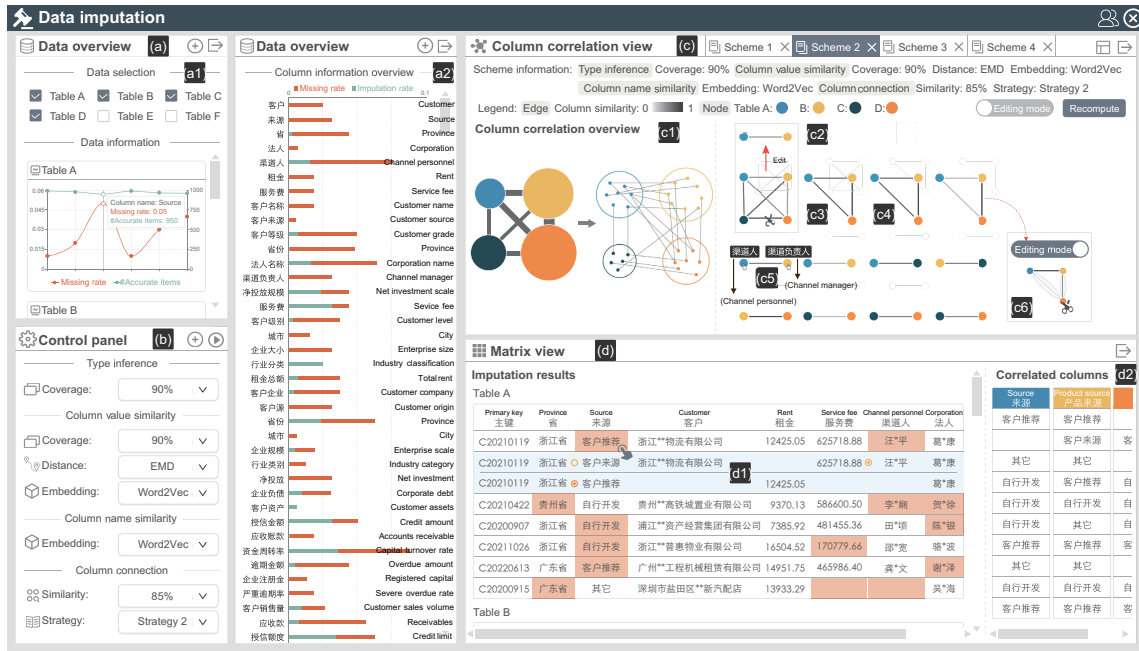 Data imputation
Data overview (a)
Data selection (a1)
Table A Table B Table C
Table D Table E Table F
Data information
Table A
0.06 1000
0.045 750
0.03 500
0.015 250
0 0
Column name: Source
Missing rate: 0.05
#Accurate items: 950
Missing rate #Accurate items
Table B
Control panel (b)
Type inference
Coverage: 90%
Column value similarity
Coverage: 90%
Distance: EMD
Embedding: Word2Vec
Column name similarity
Embedding: Word2Vec
Column connection
Similarity: 85%
Strategy: Strategy 2
Data overview
Column information overview (a2)
Missing rate Imputation rate
0 0.1
客户 Customer
来源 Source
省 Province
法人 Corporation
渠道人 Channel personnel
租金 Rent
服务费 Service fee
客户名称 Customer name
客户来源 Customer source
客户等级 Customer grade
省份 Province
法人名称 Corporation name
渠道负责人 Channel manager
净投放规模 Net investment scale
服务费 Sevice fee
客户级别 Customer level
城市 City
企业大小 Enterprise size
行业分类 Industry classification
租金总额 Total rent
客户企业 Customer company
客户源 Customer origin
省份 Province
城市 City
企业规模 Enterprise scale
行业类别 Industry category
净投放 Net investment
企业负债 Corporate debt
客户资产 Customer assets
授信金额 Credit amount
应收账款 Accounts receivable
资金周转率 Capital turnover rate
逾期金额 Overdue amount
企业注册金 Registered capital
严重逾期率 Severe overdue rate
客户销售量 Customer sales volume
应收款 Receivables
授信额度 Credit limit
Column correlation view (c) Scheme 1 Scheme 2 Scheme 3 Scheme 4
Scheme information: Type inference Coverage: 90% Column value similarity Coverage: 90% Distance: EMD Embedding: Word2Vec
Column name similarity Embedding: Word2Vec Column connection Similarity: 85% Strategy: Strategy 2
Legend: Edge Column similarity: 0 1 Node Table A: B: C: D: Editing mode Recompute
Column correlation overview (c1)
(c2)
Edit
(c3) (c4)
渠道人 渠道负责人
(c5)
(Channel manager)
(Channel personnel)
Editing mode
(c6)
Matrix view (d)
Imputation results
Table A
Primary key Province Source Customer Rent Service fee Channel personnel Corporation
主键 省 来源 客户 租金 服务费 渠道人 法人
C20210119 浙江省 客户推荐 浙江**物流有限公司 12425.05 625718.88 汪*平 葛*康
C20210119 浙江省 客户来源 浙江**物流有限公司 625718.88 汪*平 葛*康
(d1)
C20210119 浙江省 客户推荐 12425.05 葛*康
C20210422 贵州省 自行开发 贵州**高铁城置业有限公司 9370.13 586600.50 李*娴 贺*徐
C20200907 浙江省 自行开发 浦江**资产经营集团有限公司 7385.92 481455.36 田*顷 陈*银
C20211026 浙江省 自行开发 浙江**普惠物业有限公司 16504.52 170779.66 邵*宽 骆*波
C20220613 广东省 客户推荐 广州**工程机械租赁有限公司 14951.75 465986.40 龚*文 谢*泽
C20200915 广东省 其它 深圳市盐田区**新汽配店 13933.29 吴*海
Table B
Correlated columns (d2)
Source Product source
来源 产品来源
客户推荐 客户推荐
客户来源
其它 其它
自行开发 客户推荐 自
自行开发 自行开发 自
自行开发 其它 自
客户推荐 客户推荐 客
其它 其它
自行开发 自行开发 自
客户推荐 客户推荐 客